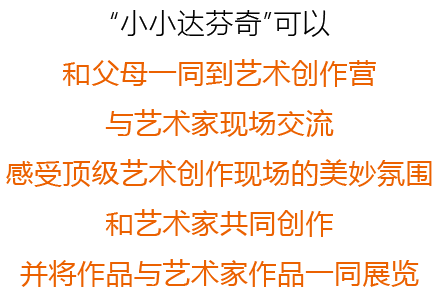 “小小达芬奇”可以
和父母一同到艺术创作营
与艺术家现场交流
感受顶级艺术创作现场的美妙氛围
和艺术家共同创作
并将作品与艺术家作品一同展览